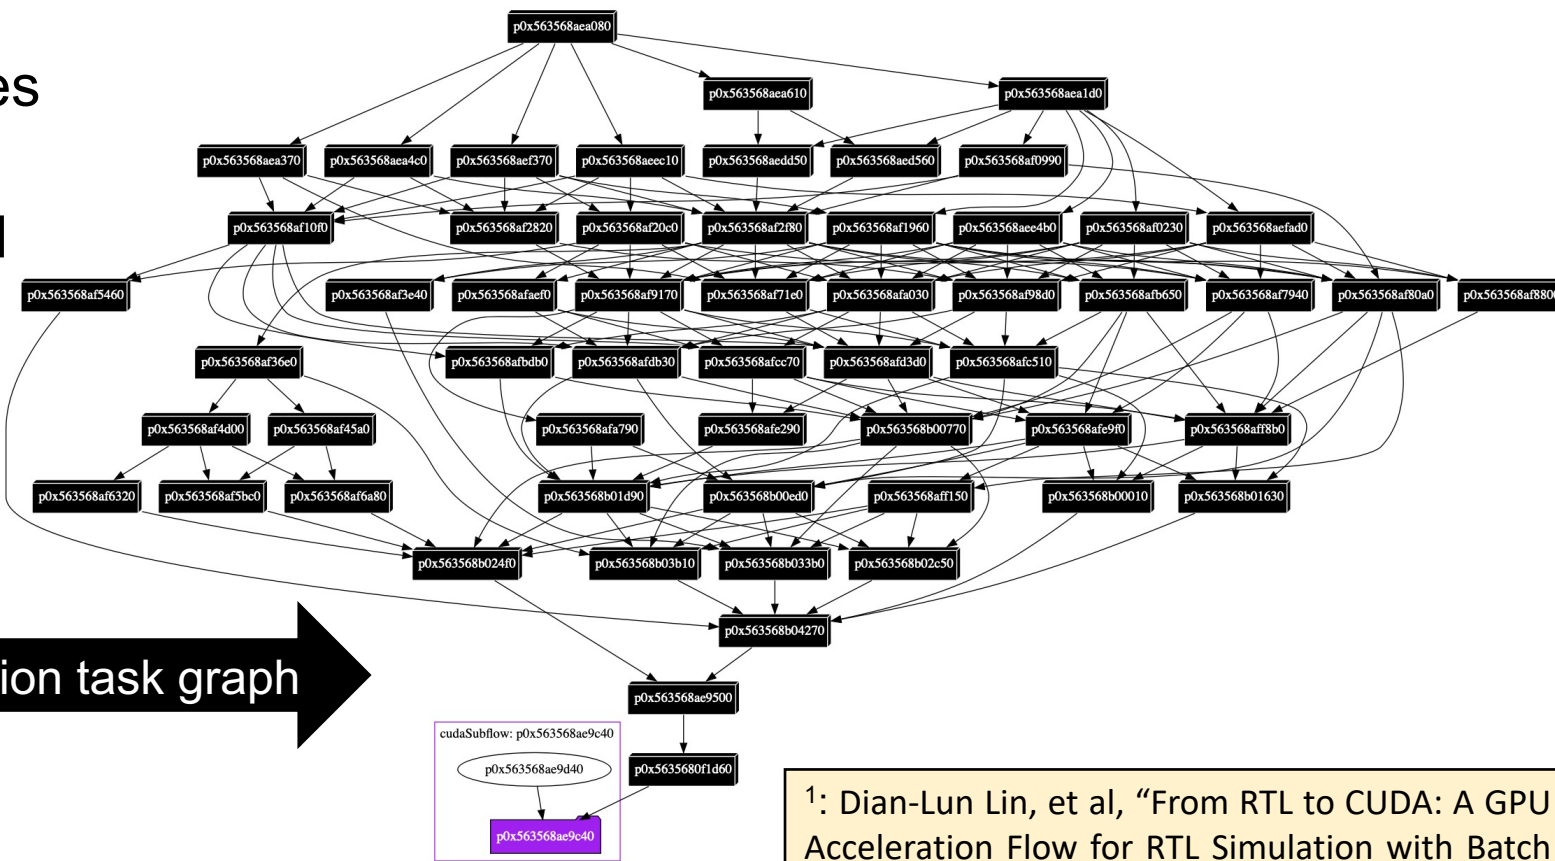 p0x563568aea080
es
p0x563568aea610
p0x563568aea1d0
p0x563568aea370
p0x563568aea4c0
p0x563568aef370
p0x563568aeec10
p0x563568aedd50
p0x563568aed560
p0x563568af0990
p0x563568af10f0
p0x563568af2820
p0x563568af20c0
p0x563568af2f80
p0x563568af1960
p0x563568aee4b0
p0x563568af0230
p0x563568aefad0
p0x563568af5460
p0x563568af3e40
p0x563568afaef0
p0x563568af9170
p0x563568af71e0
p0x563568afa030
p0x563568af98d0
p0x563568afb650
p0x563568af7940
p0x563568af80a0
p0x563568af880
p0x563568af36e0
p0x563568afbdb0
p0x563568afdb30
p0x563568afcc70
p0x563568afd3d0
p0x563568afc510
p0x563568af4d00
p0x563568af45a0
p0x563568afa790
p0x563568afe290
p0x563568b00770
p0x563568afe9f0
p0x563568aff8b0
p0x563568af6320
p0x563568af5bc0
p0x563568af6a80
p0x563568b01d90
p0x563568b00ed0
p0x563568aff150
p0x563568b00010
p0x563568b01630
p0x563568b024f0
p0x563568b03b10
p0x563568b033b0
p0x563568b02c50
p0x563568b04270
ion task graph
p0x563568ae9500
cudaSubflow: p0x563568ae9c40
p0x563568ae9d40
p0x5635680f1d60
p0x563568ae9c40
1: Dian-Lun Lin, et al, “From RTL to CUDA: A GPU
Acceleration Flow for RTL Simulation with Batch